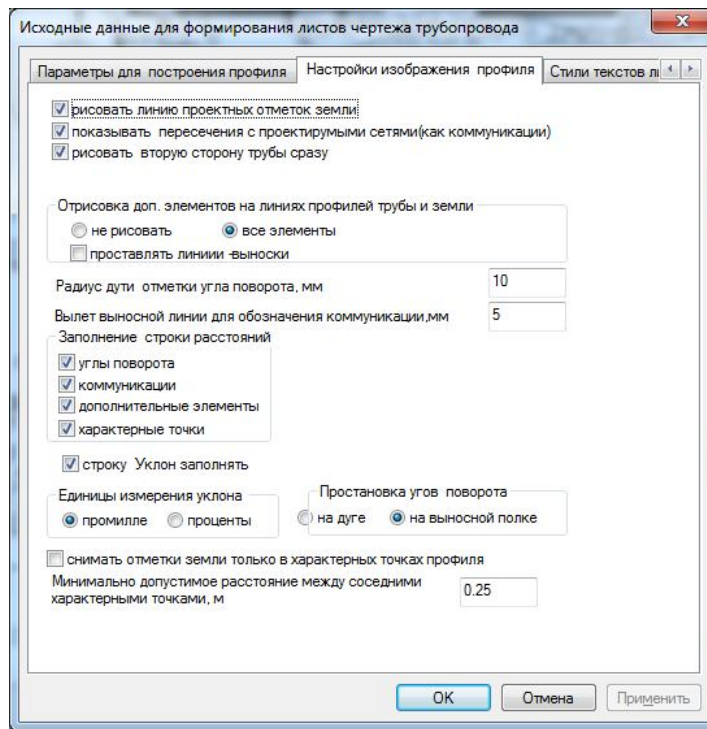 Исходные данные для формирования листов чертежа трубопровода
Параметры для построения профиля
Настройки изображения профиля
Стили текстов л
рисовать линию проектных отметок земли
показывать пересечения с проектирумыми сетями(как коммуникации)
рисовать вторую сторону трубы сразу
Отрисовка доп. элементов на линиях профилей трубы и земли
не рисовать
все элементы
проставлять линиии -выноски
Радиус дути отметки угла поворота, мм
10
Вылет выносной линии для обозначения коммуникации,мм
5
Заполнение строки расстояний
углы поворота
коммуникации
дополнительные элементы
характерные точки
строку Уклон заполнять
Единицы измерения уклона
промилле
проценты
Простановка угов поворота
на дуге
на выносной полке
снимать отметки земли только в характерных точках профиля
Минимально допустимое расстояние между соседними
характерными точками, м
0.25
OK
Отмена
Применить